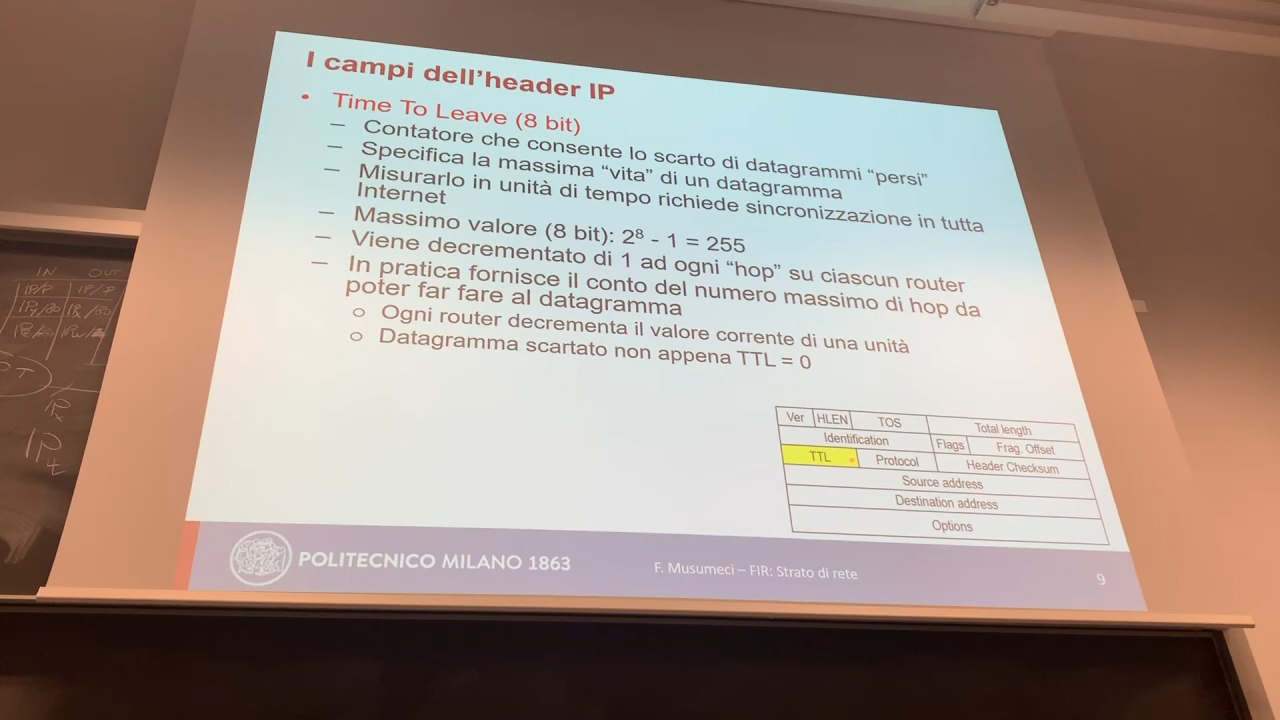 I campi dell'header IP
• Time To Leave (8 bit)
– Contatore che consente lo scarto di datagrammi "persi"
– Specifica la massima "vita" di un datagramma
– Misurarlo in unità di tempo richiede sincronizzazione in tutta
Internet
– Massimo valore (8 bit): 2⁸ - 1 = 255
– Viene decrementato di 1 ad ogni "hop" su ciascun router
– In pratica fornisce il conto del numero massimo di hop da
poter far fare al datagramma
o Ogni router decrementa il valore corrente di una unità
o Datagramma scartato non appena TTL = 0
Ver HLEN TOS Total length
Identification Flags Frag. Offset
TTL Protocol Header Checksum
Source address
Destination address
Options
POLITECNICO MILANO 1863
F. Musumeci – FIR: Strato di rete
9
IN OUT